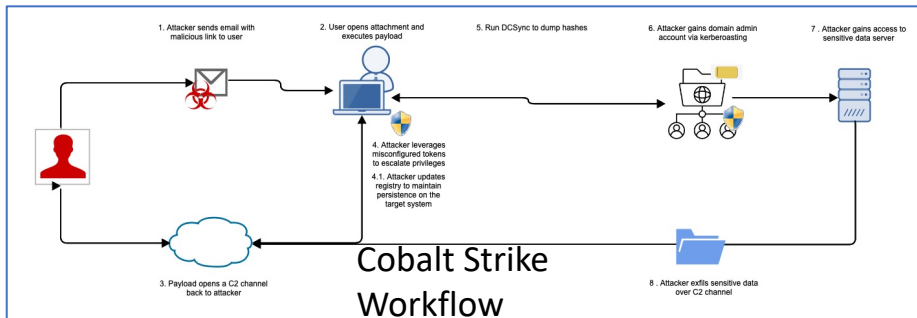 1. Attacker sends email with
malicious link to user
2. User opens attachment and
executes payload
5. Run DCSync to dump hashes
6. Attacker gains domain admin
account via kerberoasting
7 . Attacker gains access to
sensitive data server
4. Attacker leverages
misconfigured tokens
to escalate privileges
4.1. Attacker updates
registry to maintain
persistence on the
target system
3. Payload opens a C2 channel
back to attacker
Cobalt Strike
Workflow
8 . Attacker exfils sensitive data
over C2 channel